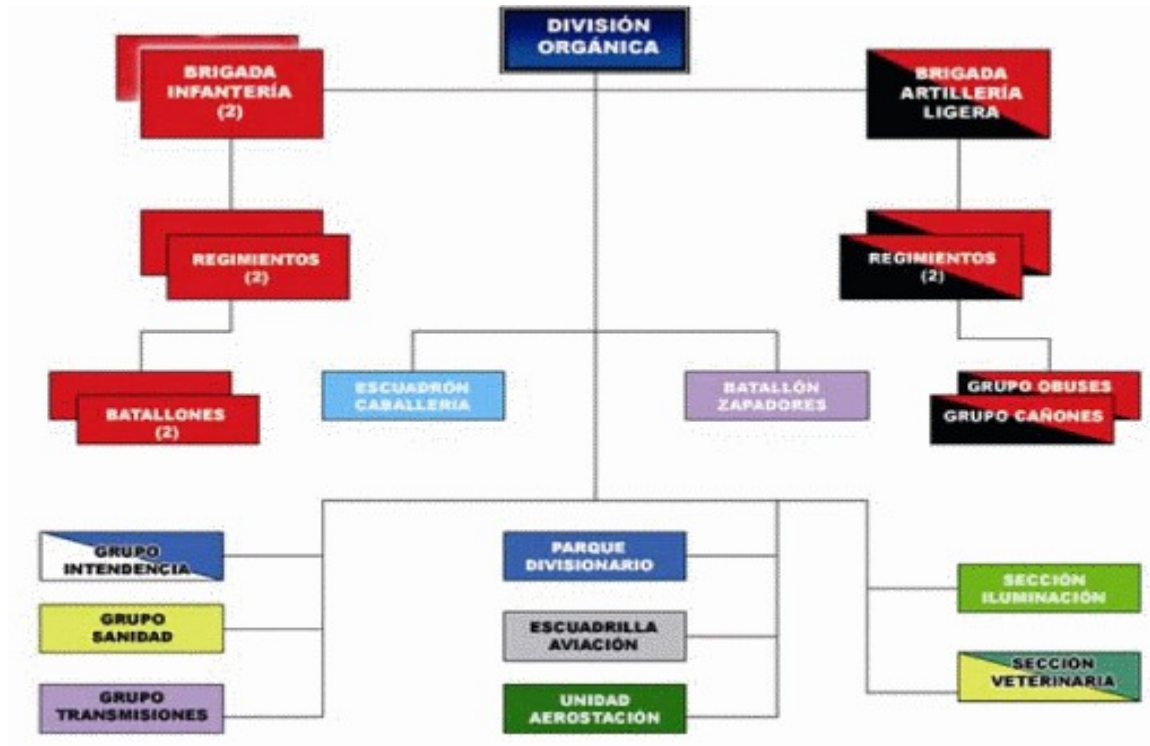 DIVISIÓN
ORGÁNICA
BRIGADA
INFANTERÍA
(2)
BRIGADA
ARTILLERÍA
LIGERA
REGIMIENTOS
(2)
REGIMIENTOS
(2)
BATALLONES
(2)
ESCUADRÓN
CABALLERIA
BATALLÓN
ZAPADORES
GRUPO OBUSES
GRUPO CAÑONES
GRUPO
INTENDENCIA
PARQUE
DIVISIONARIO
SECCIÓN
ILUMINACIÓN
GRUPO
SANIDAD
ESCUADRILLA
AVIACIÓN
SECCIÓN
VETERINARIA
GRUPO
TRANSMISIONES
UNIDAD
AEROSTACIÓN